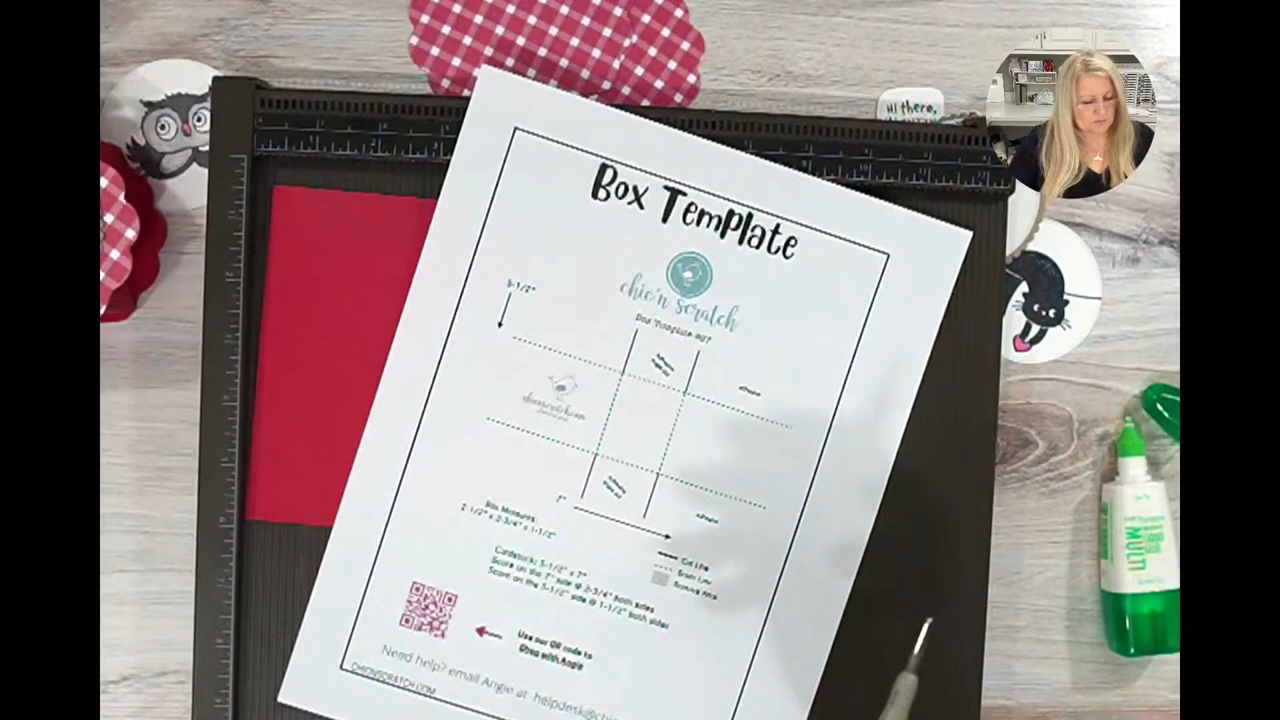 Hi there,
Box Template
chic'n scratch
Box Template #07
5-1/2"
7"
Box Measures:
2-1/2" x 2-3/4" x 1-1/2"
Cut Line
Score Line
Cardstock: 5-1/2" x 7"
Score on the 7" side @ 2-3/4" both sides
Score on the 5-1/2" side @ 1-1/2" both sides
Use our QR code to
Shop with Angie
Need help? email Angie at helpdesk@chic
CHICNSCRATCH.COM
MULTI